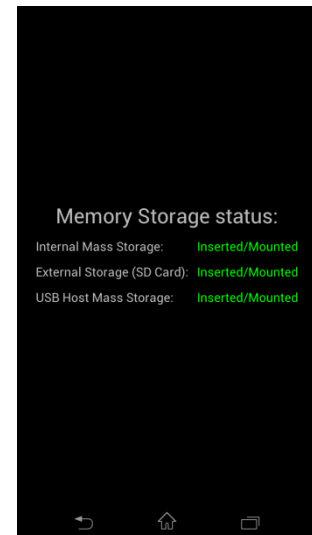 Memory Storage status:
Internal Mass Storage: Inserted/Mounted
External Storage (SD Card): Inserted/Mounted
USB Host Mass Storage: Inserted/Mounted